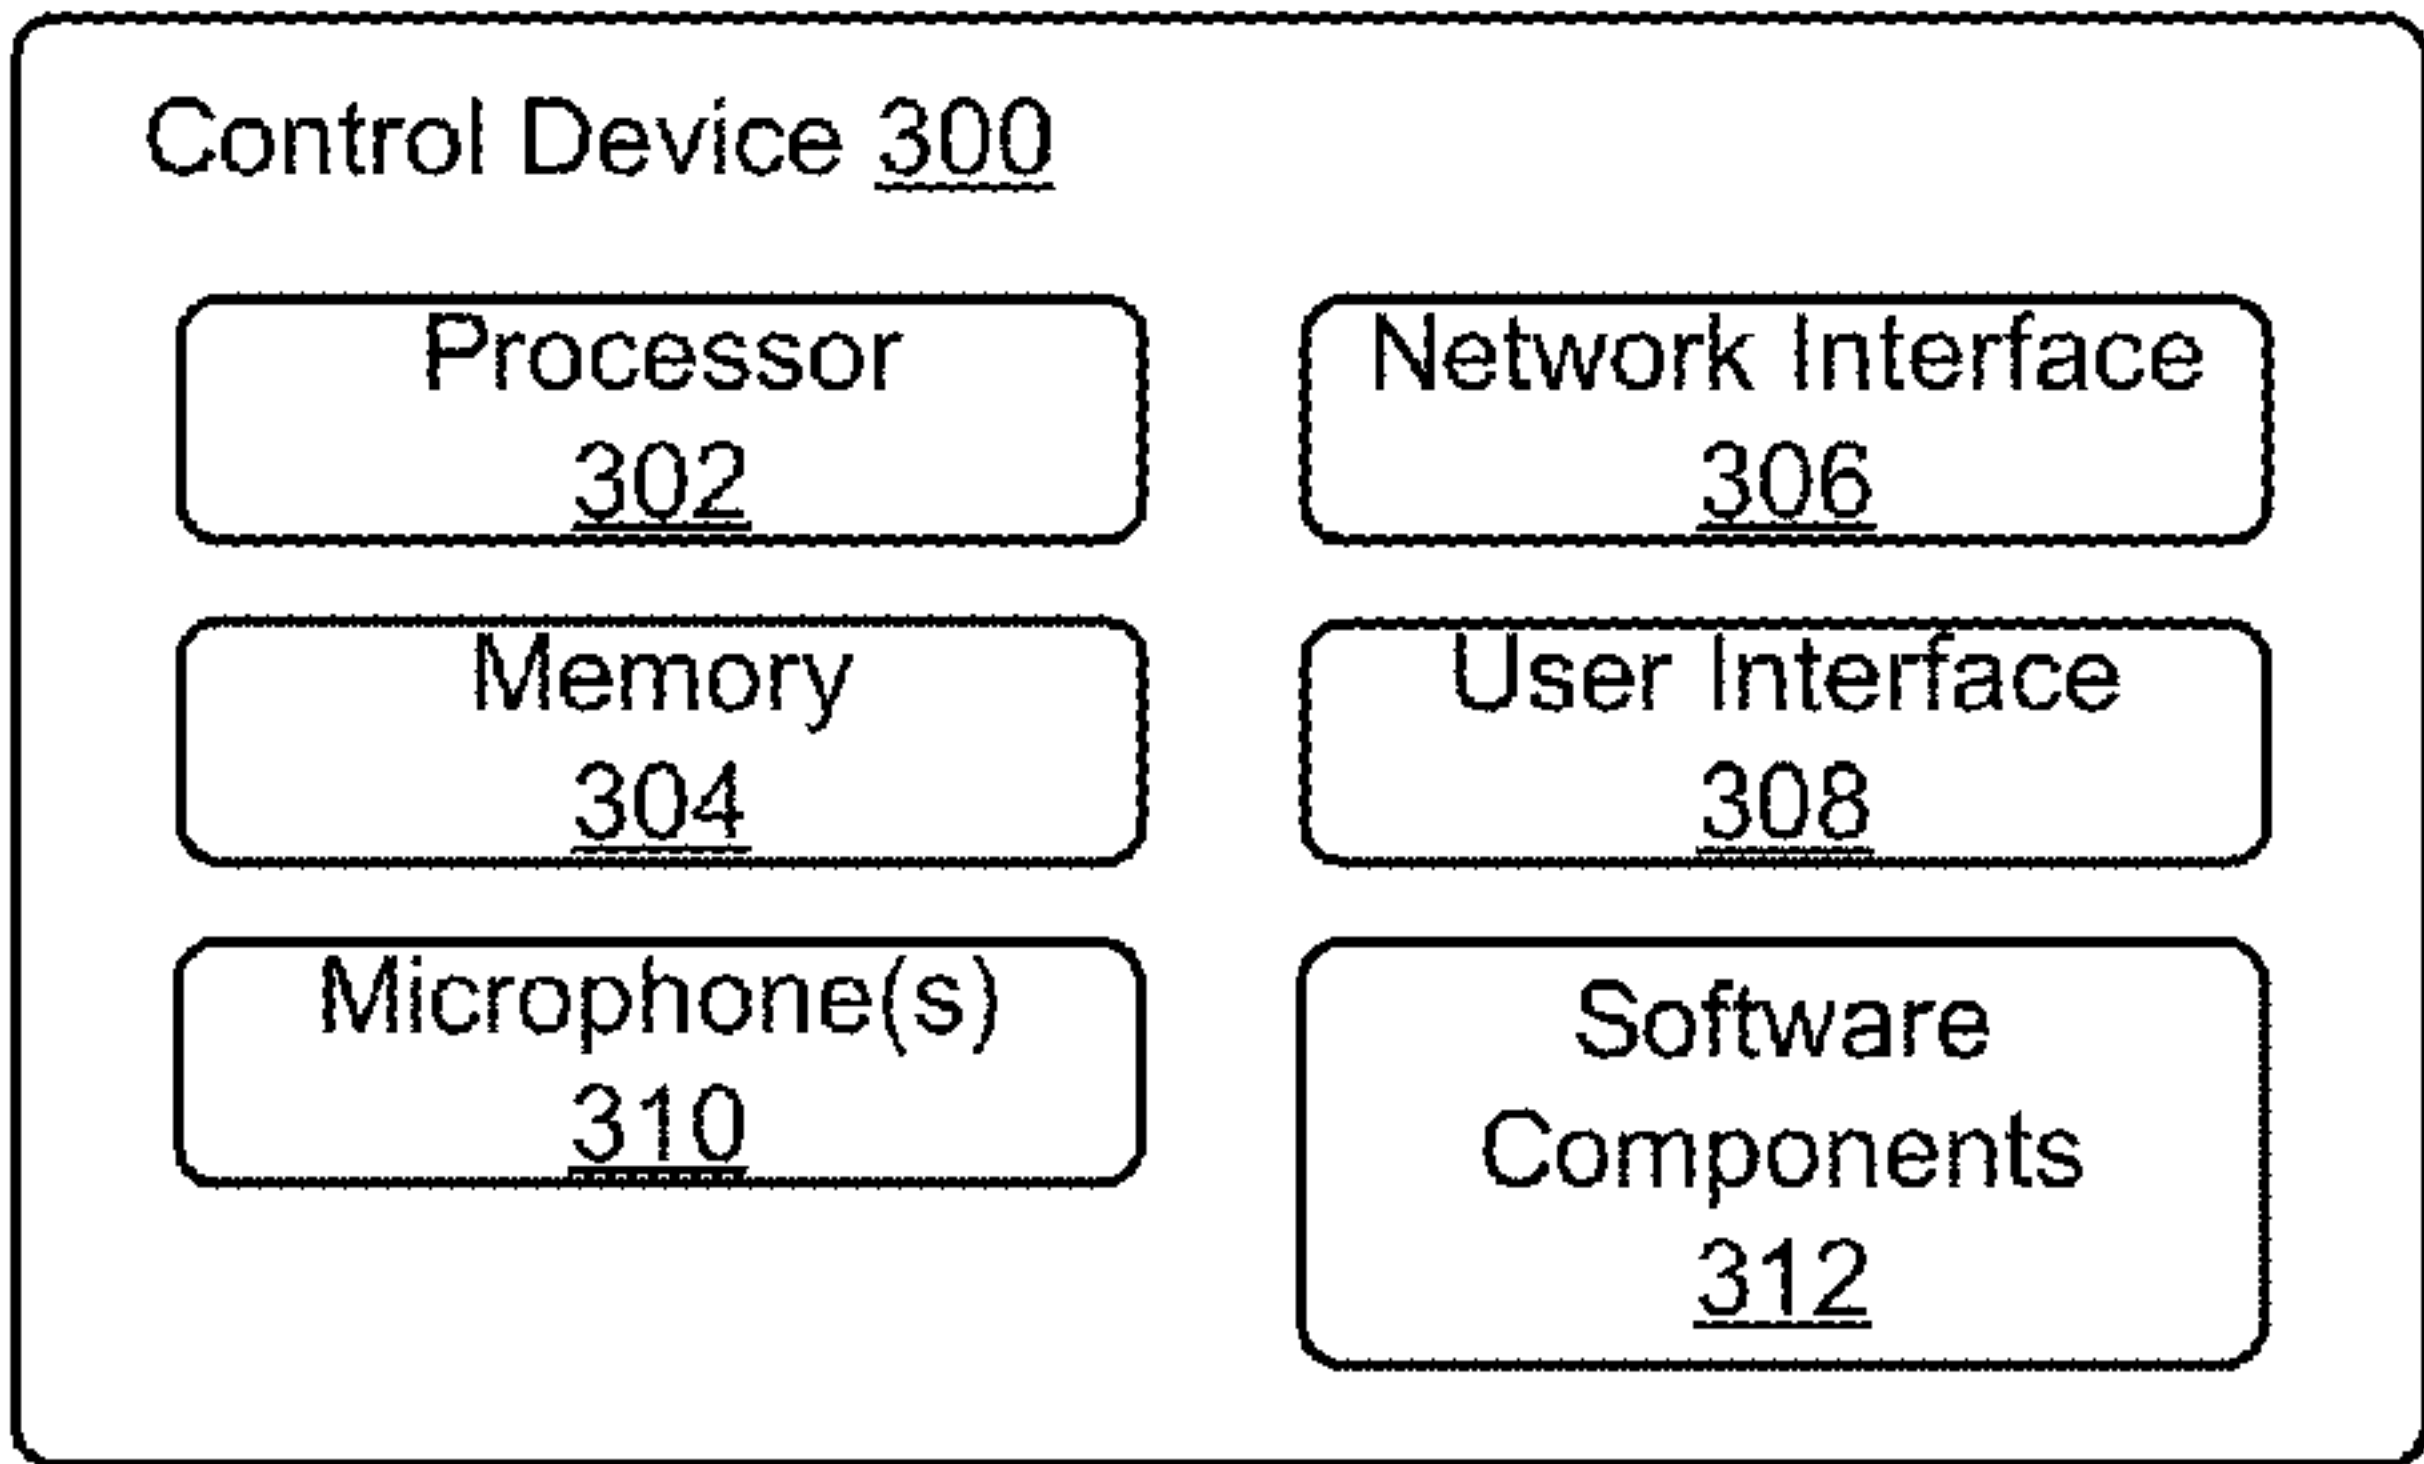 Control Device 300
Processor
302
Network Interface
306
Memory
304
User Interface
308
Microphone(s)
310
Software
Components
312